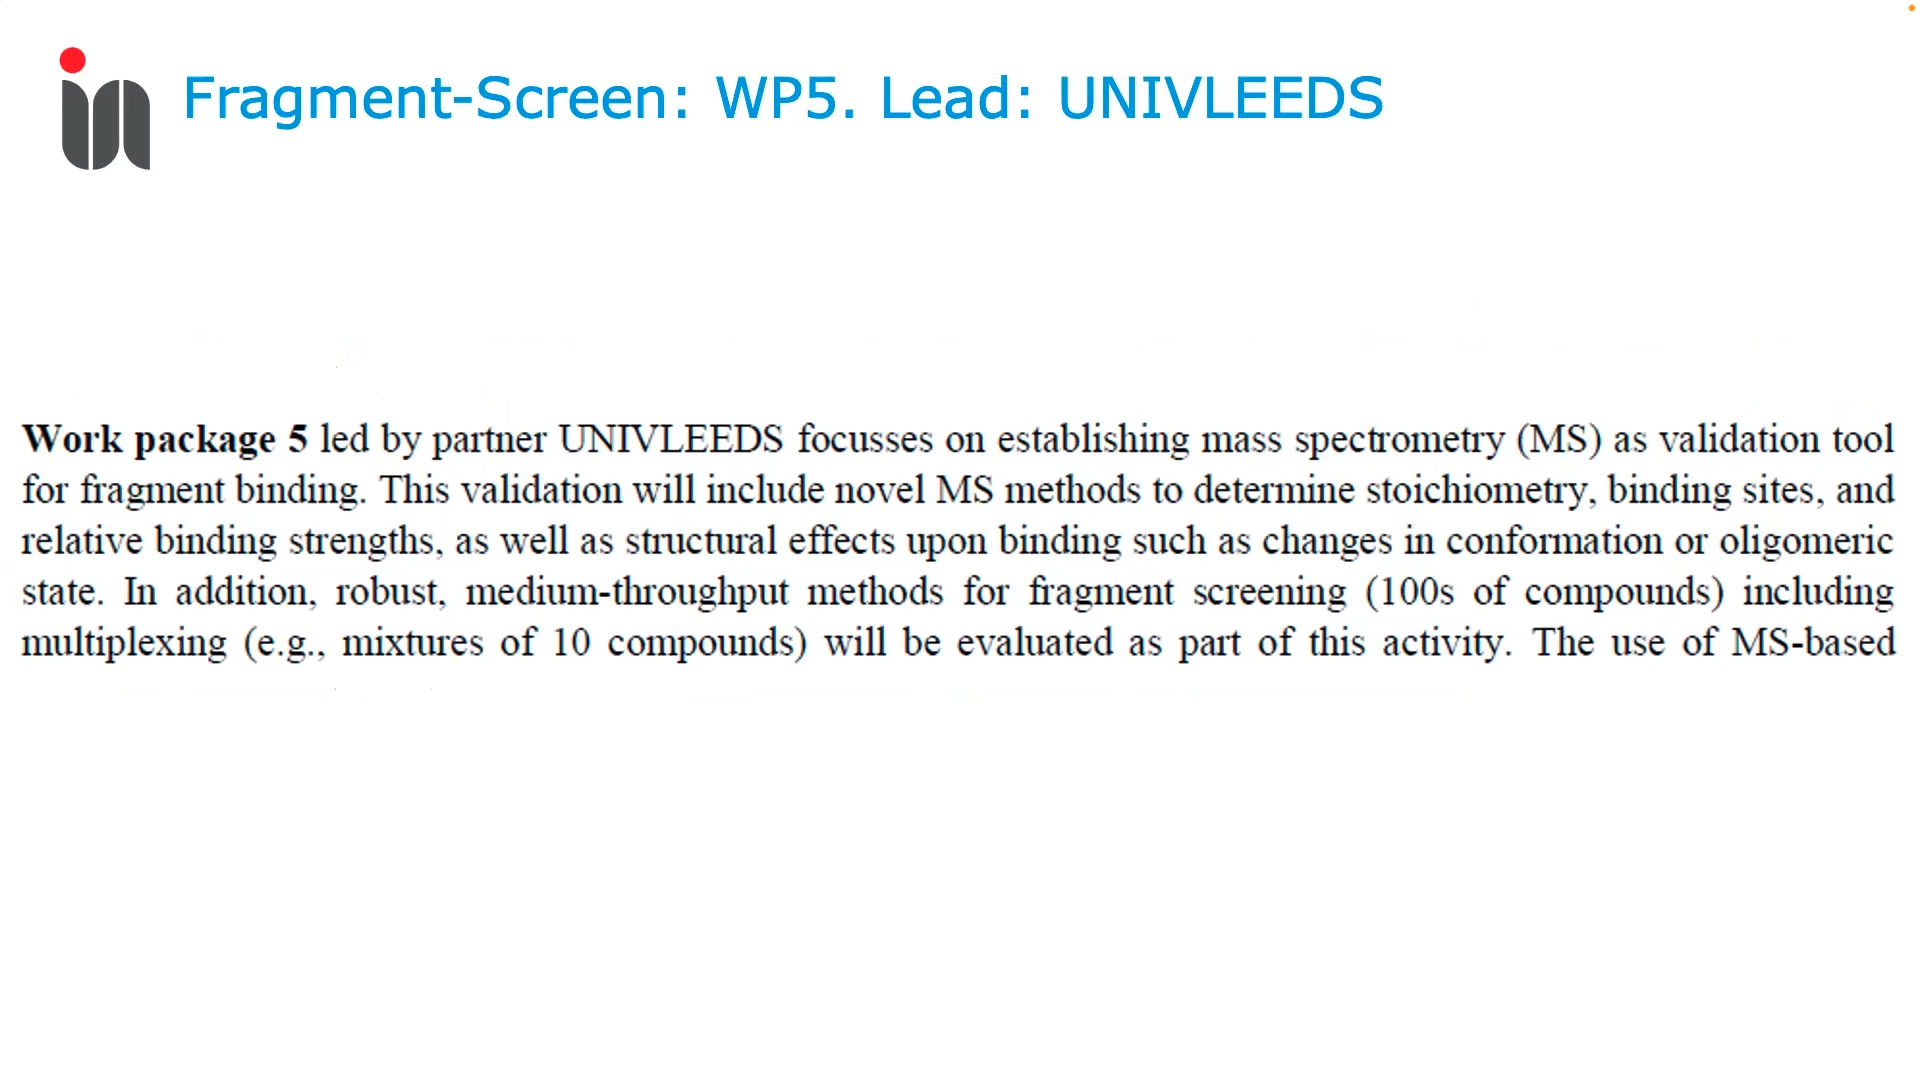 Fragment-Screen: WP5. Lead: UNIVLEEDS
Work package 5 led by partner UNIVLEEDS focusses on establishing mass spectrometry (MS) as validation tool
for fragment binding. This validation will include novel MS methods to determine stoichiometry, binding sites, and
relative binding strengths, as well as structural effects upon binding such as changes in conformation or oligomeric
state. In addition, robust, medium-throughput methods for fragment screening (100s of compounds) including
multiplexing (e.g., mixtures of 10 compounds) will be evaluated as part of this activity. The use of MS-based